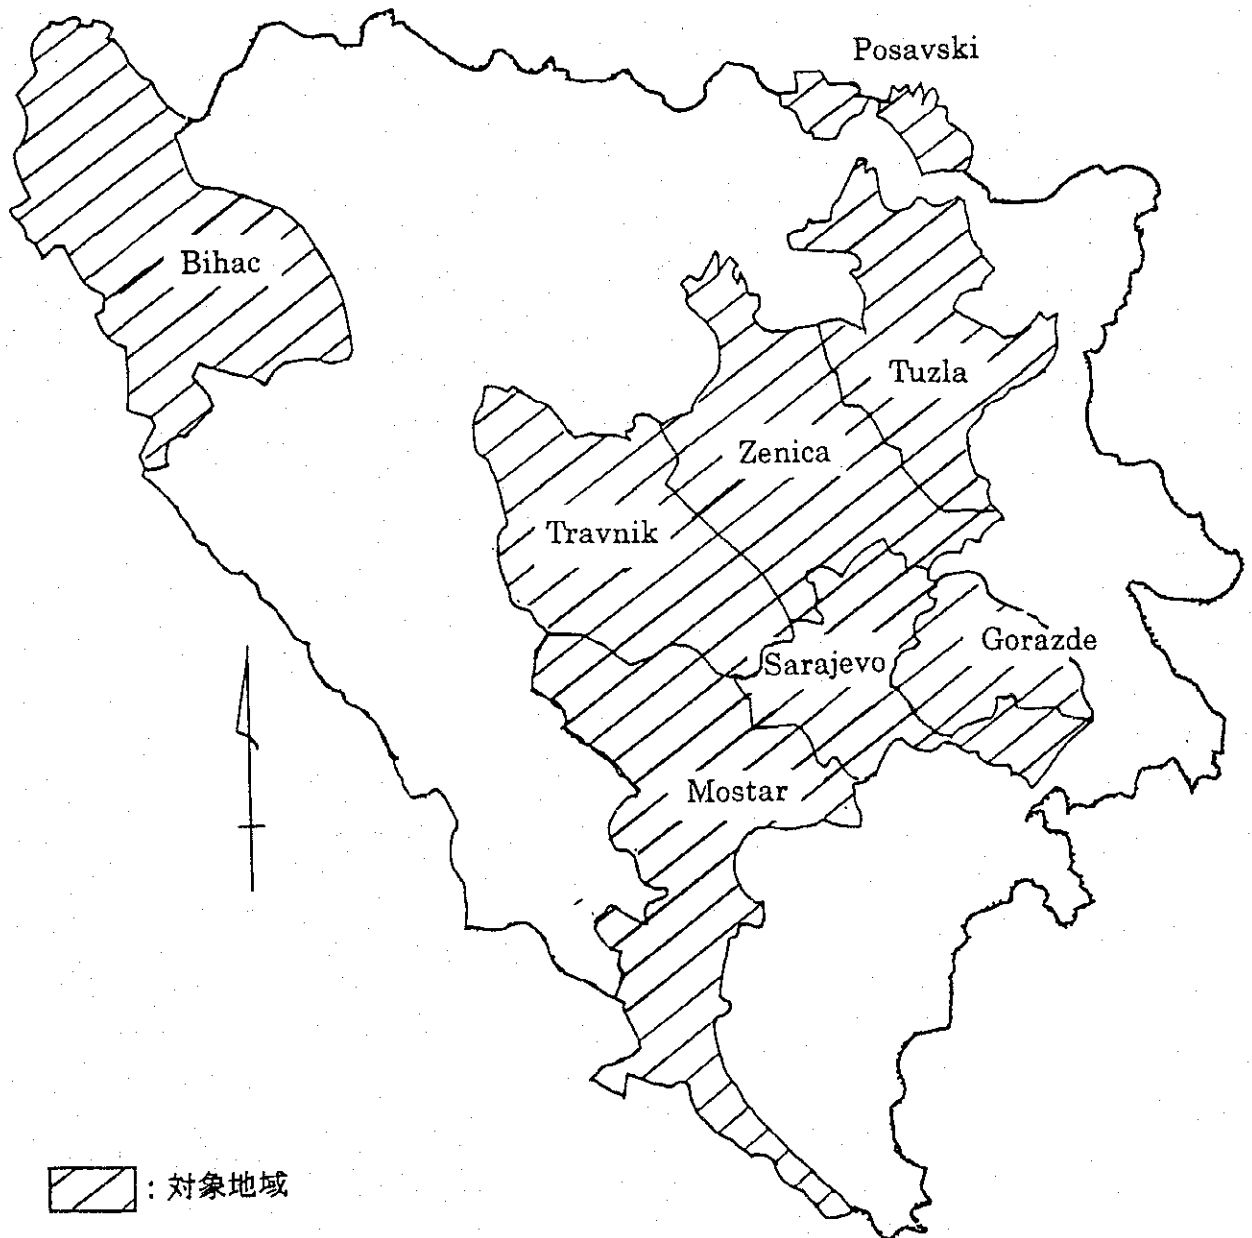 Posavski
Bihac
Tuzla
Zenica
Travnik
Gorazde
Sarajevo
Mostar
：対象地域